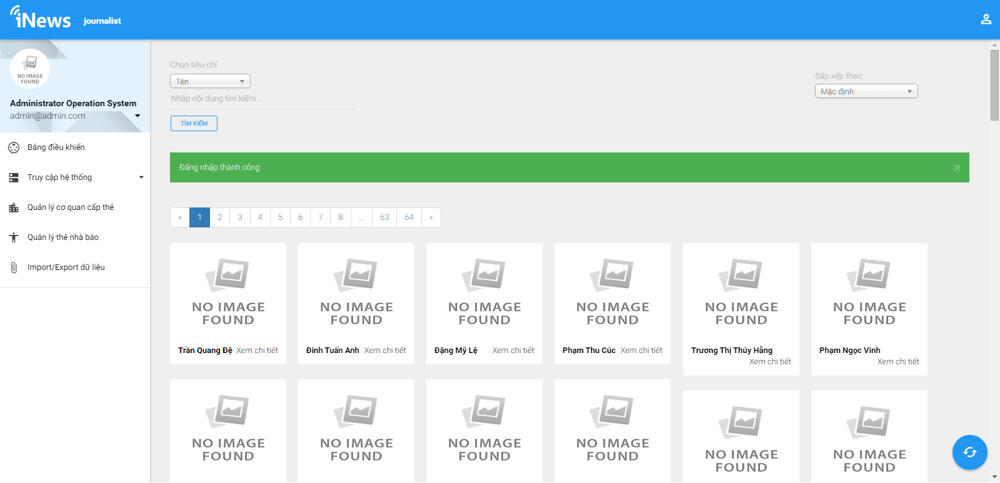 iNews journalist
NO IMAGE
FOUND
Administrator Operation System
admin@admin.com
Bảng điều khiển
Truy cập hệ thống
Quản lý cơ quan cấp thẻ
Quản lý thẻ nhà báo
Import/Export dữ liệu
Chọn tiêu chí
Tên
Nhập nội dung tìm kiếm ...
TÌM KIẾM
Sắp xếp theo:
Mặc định
Đăng nhập thành công
×
« 1 2 3 4 5 6 7 8 ... 63 64 »
NO IMAGE
FOUND
Trần Quang Đệ Xem chi tiết
NO IMAGE
FOUND
Đinh Tuấn Anh Xem chi tiết
NO IMAGE
FOUND
Đặng Mỹ Lệ Xem chi tiết
NO IMAGE
FOUND
Phạm Thu Cúc Xem chi tiết
NO IMAGE
FOUND
Trương Thị Thúy Hằng
Xem chi tiết
NO IMAGE
FOUND
Phạm Ngọc Vinh
Xem chi tiết
NO IMAGE
FOUND
NO IMAGE
FOUND
NO IMAGE
FOUND
NO IMAGE
FOUND
NO IMAGE
FOUND
NO IMAGE
FOUND